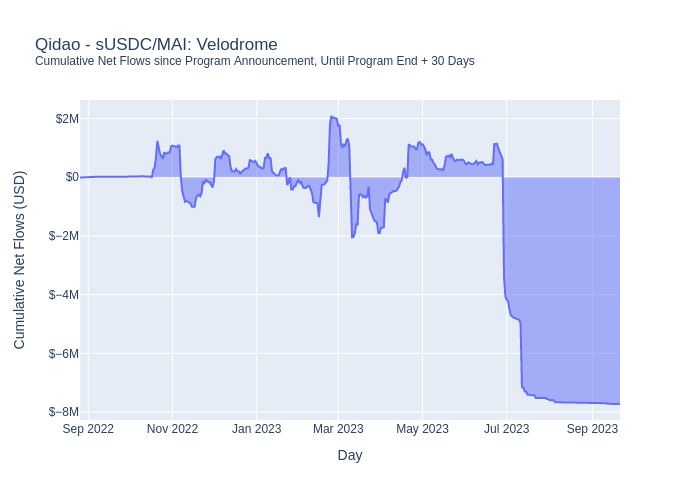 Qidao - sUSDC/MAI: Velodrome
Cumulative Net Flows since Program Announcement, Until Program End + 30 Days
Cumulative Net Flows (USD)
$2M
$0
$−2M
$−4M
$−6M
$−8M
Sep 2022 Nov 2022 Jan 2023 Mar 2023 May 2023 Jul 2023 Sep 2023
Day